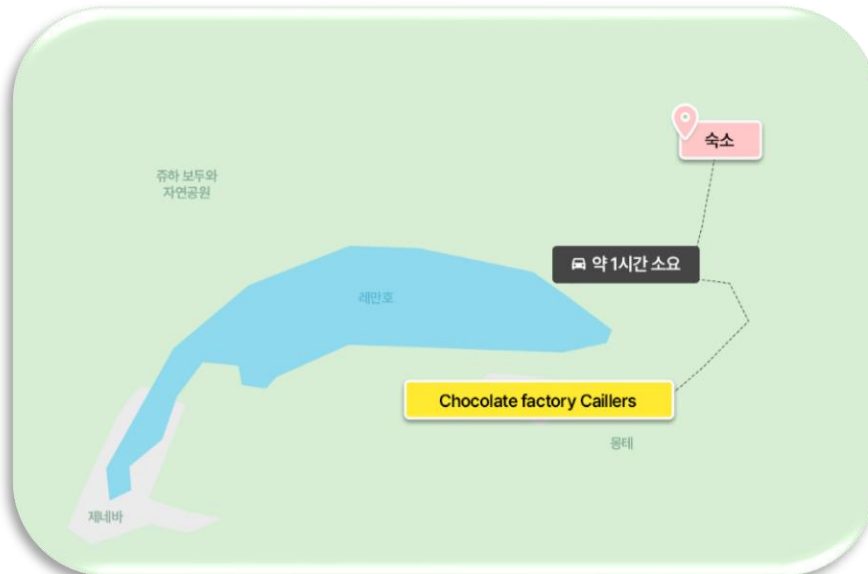 숙소
쥬하 보두와
자연공원
약 1시간 소요
레만호
Chocolate factory Caillers
몽테
제네바